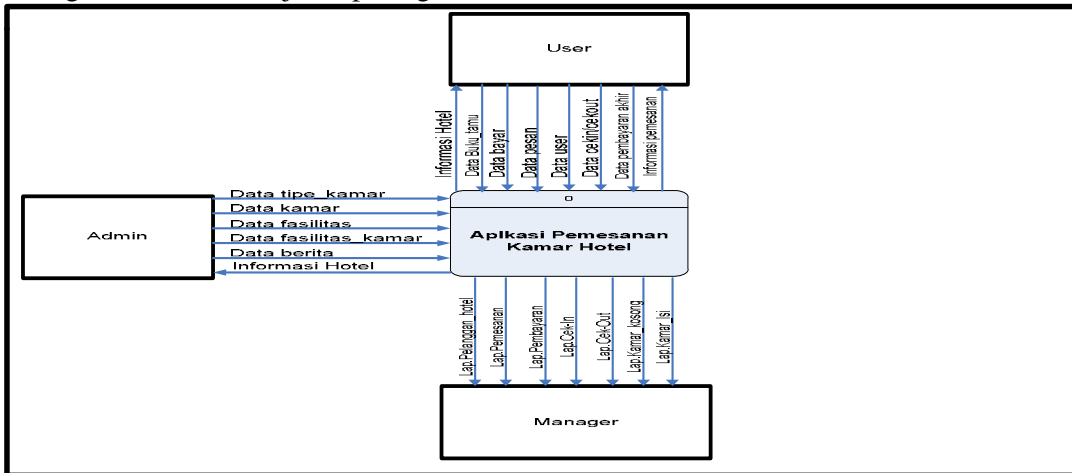 User
Informasi Hotel
Data Buku_tamu
Data bayar
Data pesan
Data user
Data cekin/cekout
Data pembayaran akhir
Informasi pemesanan
Data tipe_kamar
Data kamar
Data fasilitas
Data fasilitas_kamar
Data berita
Informasi Hotel
Admin
0
Aplkasi Pemesanan
Kamar Hotel
Lap.Pelanggan_hotel
Lap.Pemesanan
Lap.Pembayaran
Lap.Cek-In
Lap.Cek-Out
Lap.Kamar_kosong
Lap.Kamar_Isi
Manager